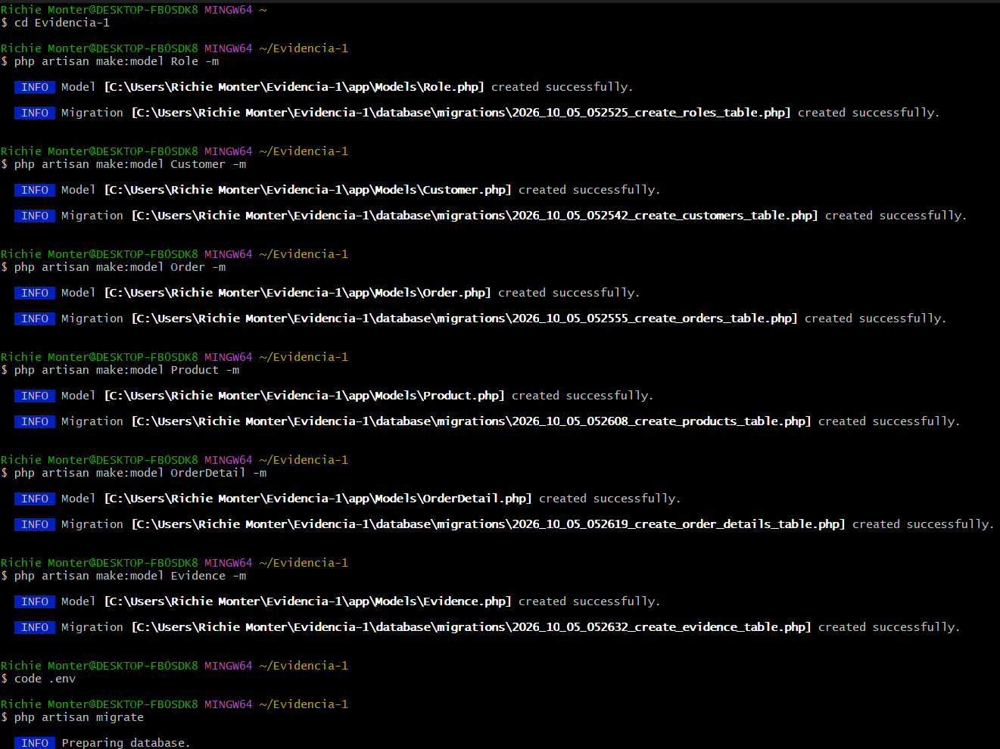 Richie Monter@DESKTOP-FBOSDK8 MINGW64 ~
$ cd Evidencia-1
Richie Monter@DESKTOP-FBOSDK8 MINGW64 ~/Evidencia-1
$ php artisan make:model Role -m
INFO Model [C:\Users\Richie Monter\Evidencia-1\app\Models\Role.php] created successfully.
INFO Migration [C:\Users\Richie Monter\Evidencia-1\database\migrations\2026_10_05_052525_create_roles_table.php] created successfully.
Richie Monter@DESKTOP-FBOSDK8 MINGW64 ~/Evidencia-1
$ php artisan make:model Customer -m
INFO Model [C:\Users\Richie Monter\Evidencia-1\app\Models\Customer.php] created successfully.
INFO Migration [C:\Users\Richie Monter\Evidencia-1\database\migrations\2026_10_05_052542_create_customers_table.php] created successfully.
Richie Monter@DESKTOP-FBOSDK8 MINGW64 ~/Evidencia-1
$ php artisan make:model Order -m
INFO Model [C:\Users\Richie Monter\Evidencia-1\app\Models\Order.php] created successfully.
INFO Migration [C:\Users\Richie Monter\Evidencia-1\database\migrations\2026_10_05_052555_create_orders_table.php] created successfully.
Richie Monter@DESKTOP-FBOSDK8 MINGW64 ~/Evidencia-1
$ php artisan make:model Product -m
INFO Model [C:\Users\Richie Monter\Evidencia-1\app\Models\Product.php] created successfully.
INFO Migration [C:\Users\Richie Monter\Evidencia-1\database\migrations\2026_10_05_052608_create_products_table.php] created successfully.
Richie Monter@DESKTOP-FBOSDK8 MINGW64 ~/Evidencia-1
$ php artisan make:model OrderDetail -m
INFO Model [C:\Users\Richie Monter\Evidencia-1\app\Models\OrderDetail.php] created successfully.
INFO Migration [C:\Users\Richie Monter\Evidencia-1\database\migrations\2026_10_05_052619_create_order_details_table.php] created successfully.
Richie Monter@DESKTOP-FBOSDK8 MINGW64 ~/Evidencia-1
$ php artisan make:model Evidence -m
INFO Model [C:\Users\Richie Monter\Evidencia-1\app\Models\Evidence.php] created successfully.
INFO Migration [C:\Users\Richie Monter\Evidencia-1\database\migrations\2026_10_05_052632_create_evidence_table.php] created successfully.
Richie Monter@DESKTOP-FBOSDK8 MINGW64 ~/Evidencia-1
$ code .env
Richie Monter@DESKTOP-FBOSDK8 MINGW64 ~/Evidencia-1
$ php artisan migrate
INFO Preparing database.